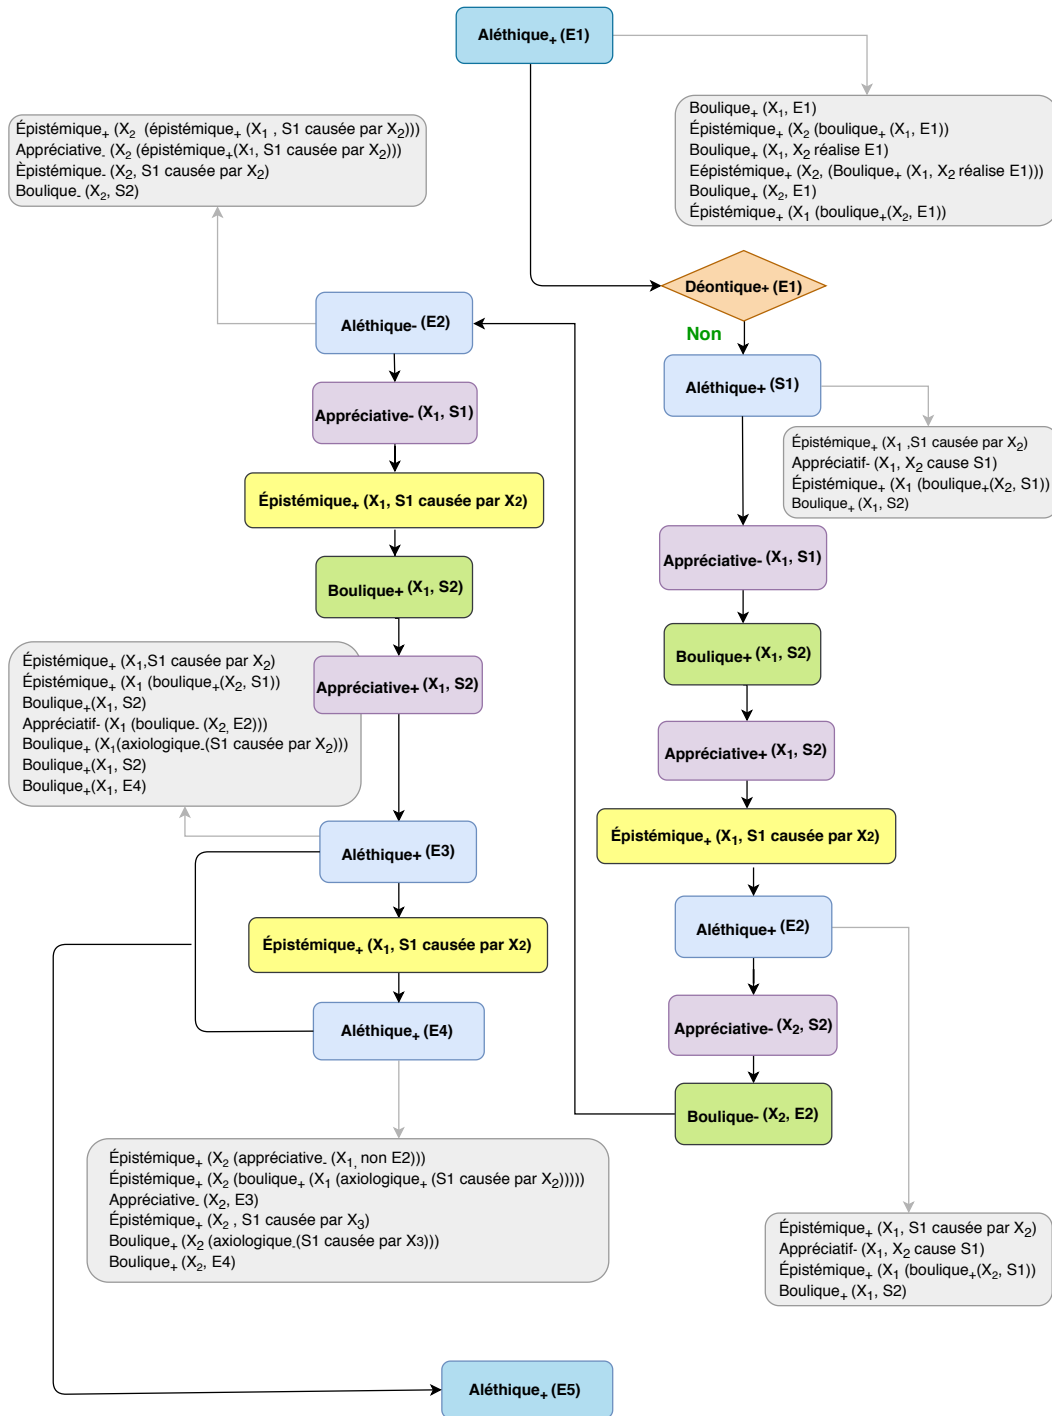 Aléthique₊ (E1)
Boulique₊ (X₁, E1)
Épistémique₊ (X₂ (boulique₊ (X₁, E1))
Boulique₊ (X₁, X₂ réalise E1)
Eépistémique₊ (X₂, (Boulique₊ (X₁, X₂ réalise E1)))
Boulique₊ (X₂, E1)
Épistémique₊ (X₁ (boulique₊(X₂, E1))
Déontique+ (E1)
Non
Aléthique+ (S1)
Épistémique₊ (X₁ ,S1 causée par X₂)
Appréciatif- (X₁, X₂ cause S1)
Épistémique₊ (X₁ (boulique₊(X₂, S1))
Boulique₊ (X₁, S2)
Appréciative- (X₁, S1)
Boulique+ (X₁, S2)
Appréciative+ (X₁, S2)
Épistémique₊ (X₁, S1 causée par X2)
Aléthique+ (E2)
Appréciative- (X₂, S2)
Boulique- (X₂, E2)
Épistémique₊ (X₁, S1 causée par X₂)
Appréciatif- (X₁, X₂ cause S1)
Épistémique₊ (X₁ (boulique₊(X₂, S1))
Boulique₊ (X₁, S2)
Épistémique₊ (X₂ (épistémique₊ (X₁ , S1 causée par X₂)))
Appréciative₋ (X₂ (épistémique₊(X₁, S1 causée par X₂)))
Èpistémique₋ (X₂, S1 causée par X₂)
Boulique₋ (X₂, S2)
Aléthique- (E2)
Appréciative- (X₁, S1)
Épistémique₊ (X₁, S1 causée par X2)
Boulique+ (X₁, S2)
Appréciative+ (X₁, S2)
Épistémique₊ (X₁,S1 causée par X₂)
Épistémique₊ (X₁ (boulique₊(X₂, S1))
Boulique₊(X₁, S2)
Appréciatif- (X₁ (boulique₋ (X₂, E2)))
Boulique₊ (X₁(axiologique₋(S1 causée par X₂)))
Boulique₊(X₁, S2)
Boulique₊(X₁, E4)
Aléthique+ (E3)
Épistémique₊ (X₁, S1 causée par X2)
Aléthique₊ (E4)
Épistémique₊ (X₂ (appréciative₋ (X₁, non E2)))
Épistémique₊ (X₂ (boulique₊ (X₁ (axiologique₊ (S1 causée par X₂)))))
Appréciative₋ (X₂, E3)
Épistémique₊ (X₂ , S1 causée par X₃)
Boulique₊ (X₂ (axiologique₋(S1 causée par X3)))
Boulique₊ (X₂, E4)
Aléthique₊ (E5)